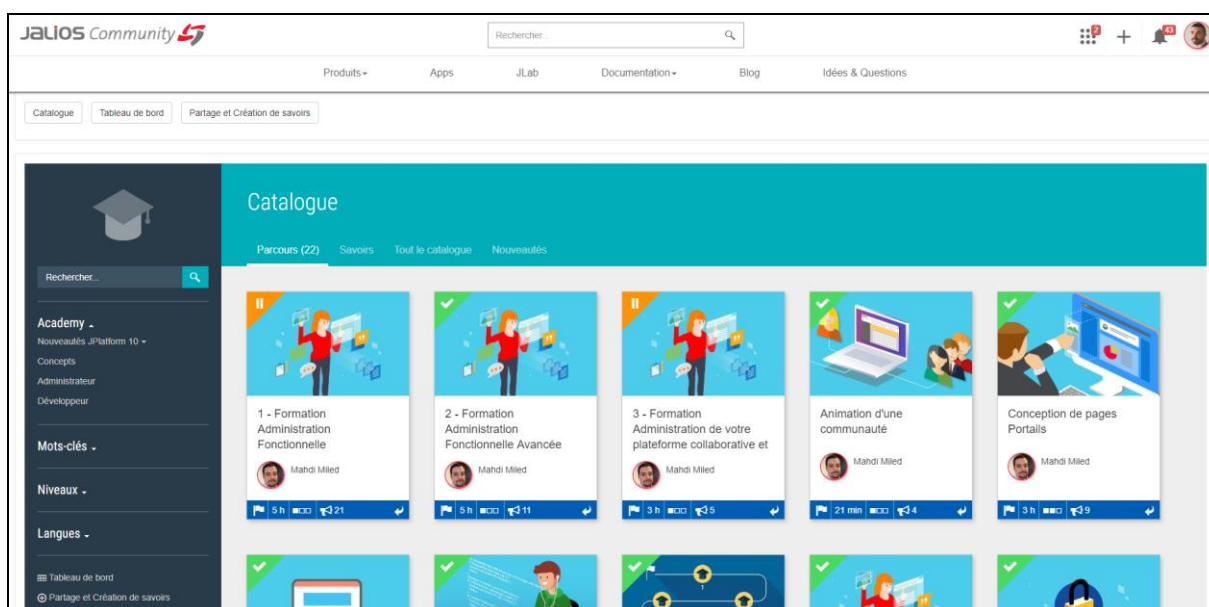 JALIOS Community
Rechercher...
2
43
Produits
Apps
JLab
Documentation
Blog
Idées & Questions
Catalogue
Tableau de bord
Partage et Création de savoirs
Catalogue
Parcours (22)
Savoirs
Tout le catalogue
Nouveautés
Rechercher...
Academy
Nouveautés JPlatform 10
Concepts
Administrateur
Développeur
Mots-clés
Niveaux
Langues
Tableau de bord
Partage et Création de savoirs
1 - Formation
Administration
Fonctionnelle
Mahdi Miled
5 h
21
2 - Formation
Administration
Fonctionnelle Avancée
Mahdi Miled
5 h
11
3 - Formation
Administration de votre
plateforme collaborative et
Mahdi Miled
3 h
5
Animation d'une
communauté
Mahdi Miled
21 min
4
Conception de pages
Portails
Mahdi Miled
3 h
9
1